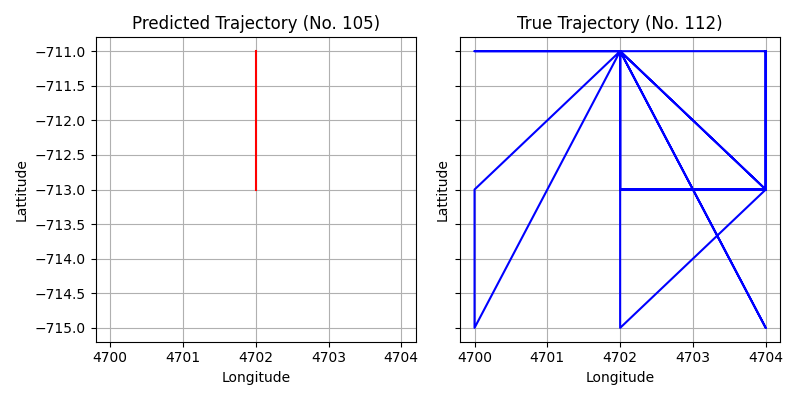 Predicted Trajectory (No. 105)
−711.0
−711.5
−712.0
−712.5
−713.0
−713.5
−714.0
−714.5
−715.0
Lattitude
4700 4701 4702 4703 4704
Longitude
True Trajectory (No. 112)
Lattitude
4700 4701 4702 4703 4704
Longitude